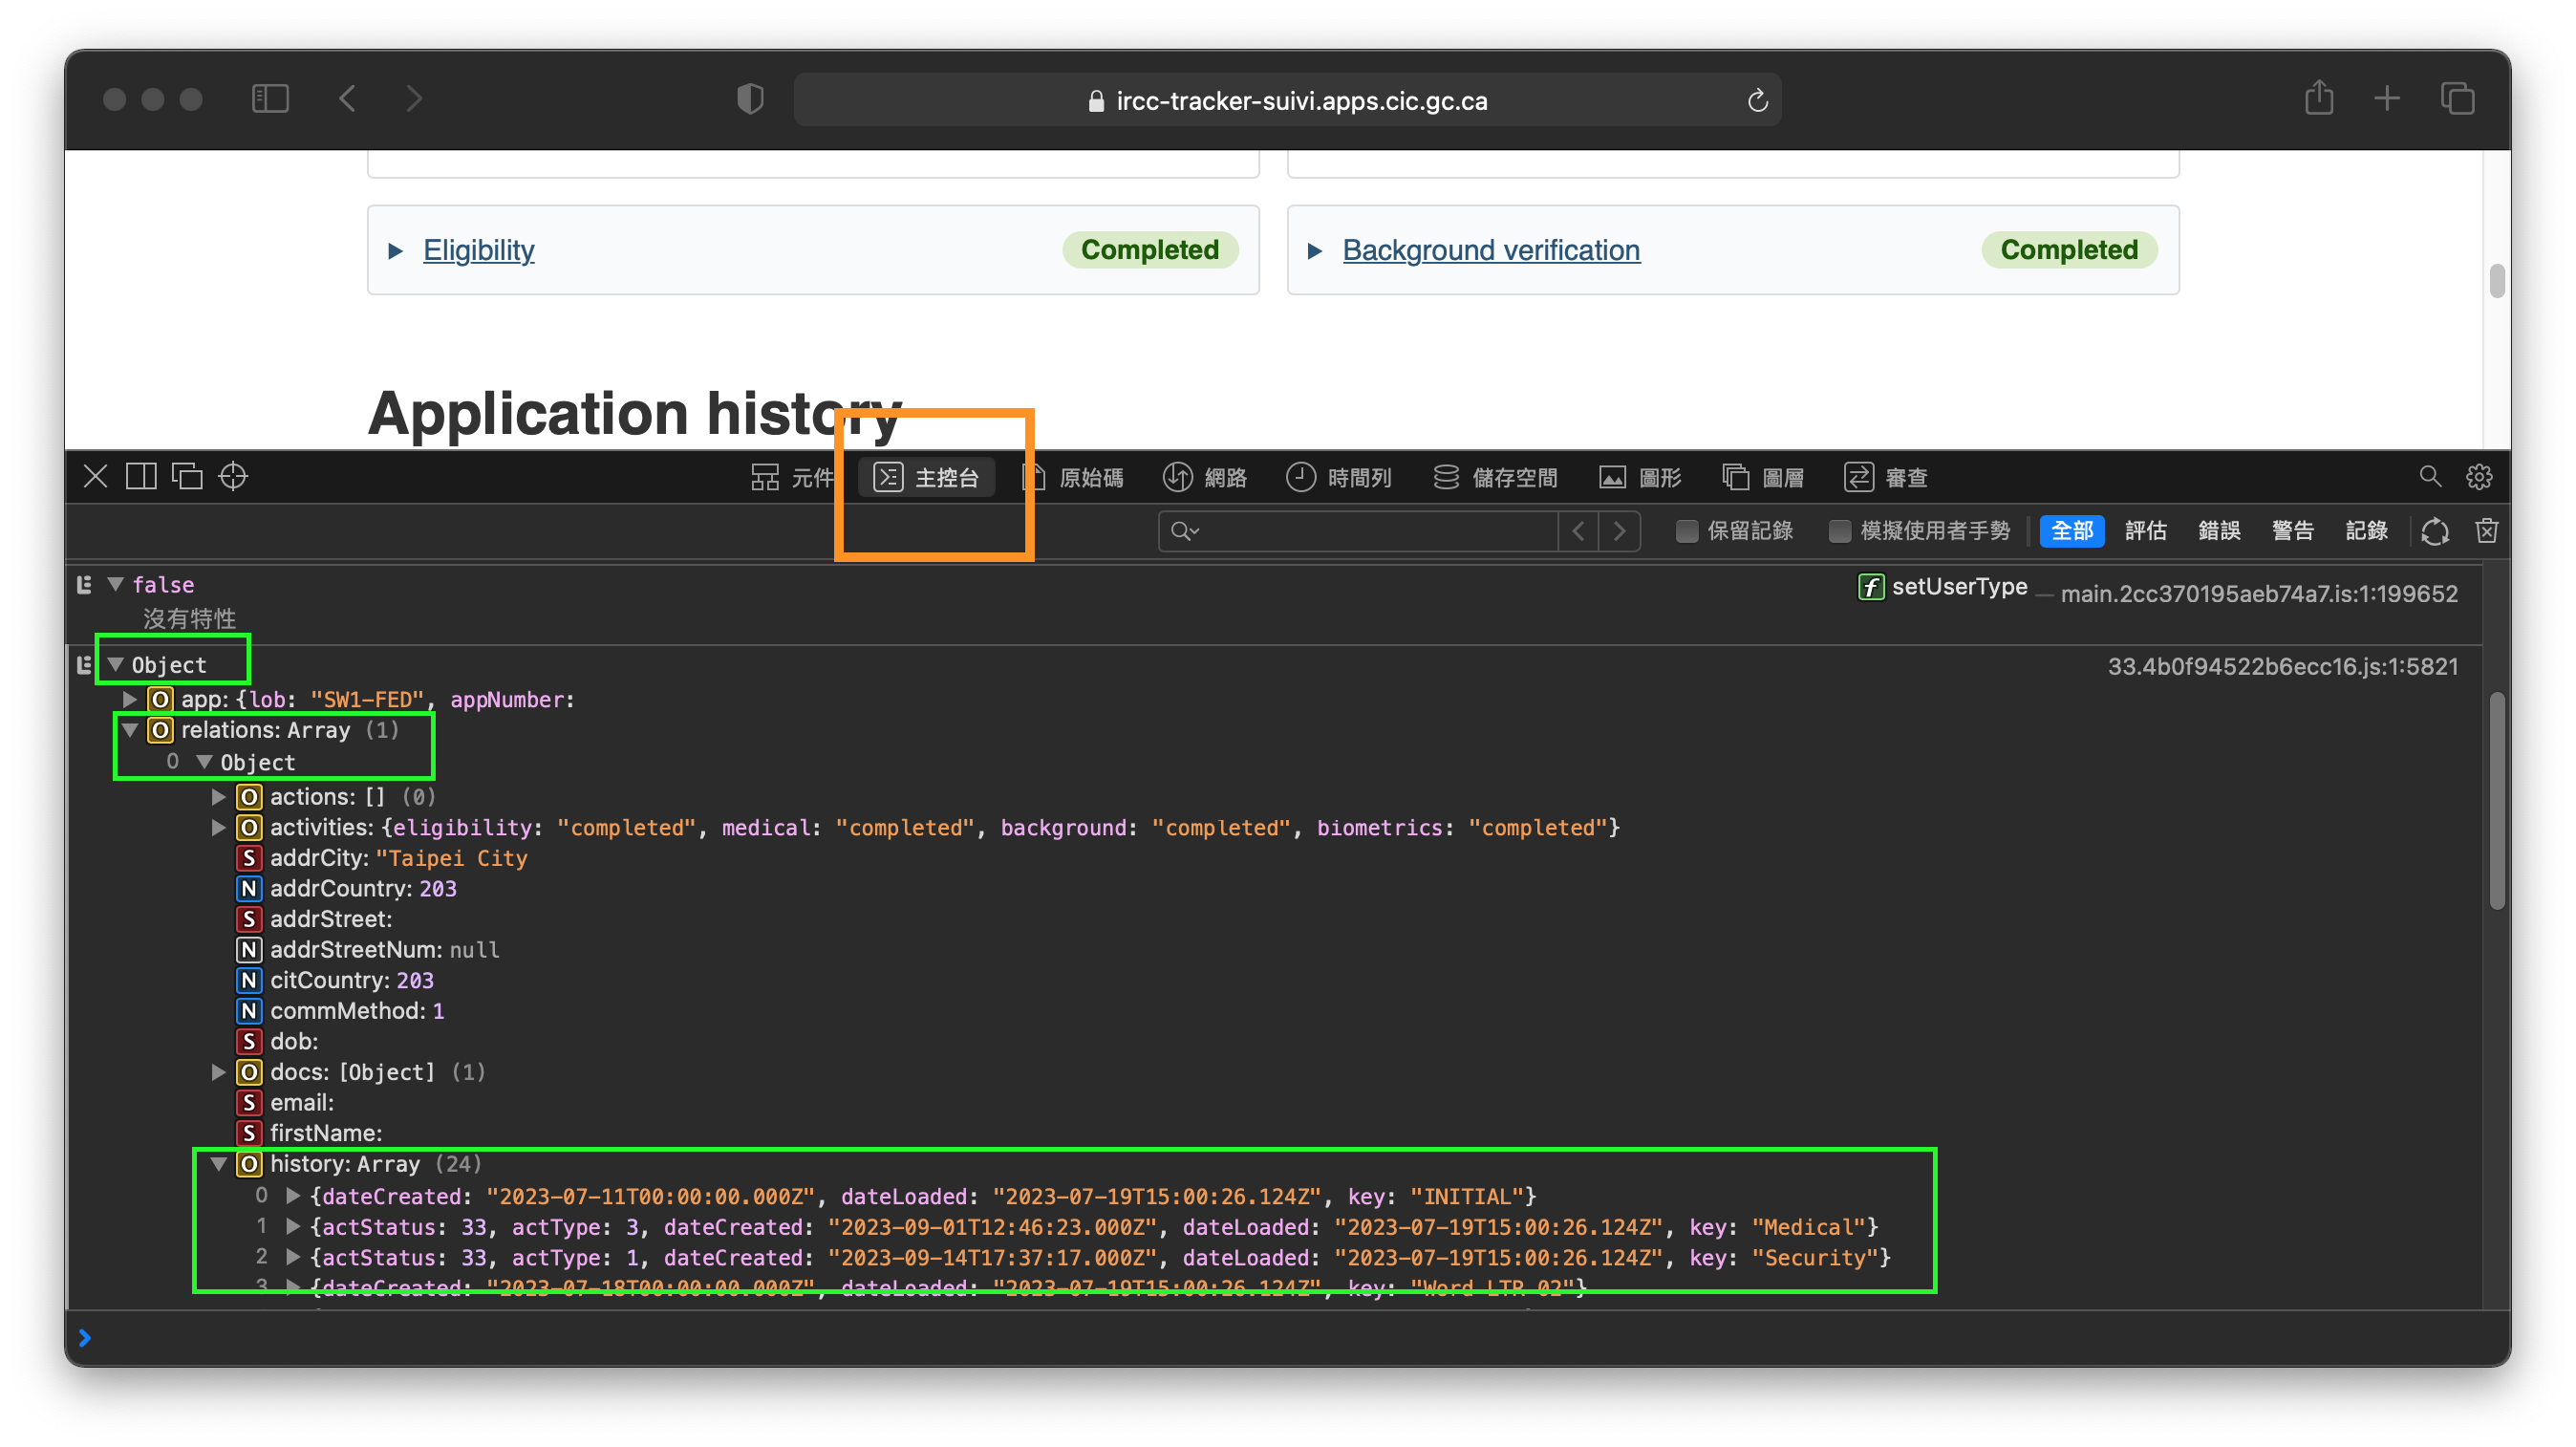 ircc-tracker-suivi.apps.cic.gc.ca
Eligibility Completed
Background verification Completed
Application history
元件 主控台 原始碼 網路 時間列 儲存空間 圖形 圖層 審查
保留記錄 模擬使用者手勢 全部 評估 錯誤 警告 記錄
false
setUserType — main.2cc370195aeb74a7.js:1:199652
沒有特性
Object
33.4b0f94522b6ecc16.js:1:5821
O app: {lob: "SW1-FED", appNumber:
O relations: Array (1)
0 Object
O actions: [] (0)
O activities: {eligibility: "completed", medical: "completed", background: "completed", biometrics: "completed"}
S addrCity: "Taipei City
N addrCountry: 203
S addrStreet:
N addrStreetNum: null
N citCountry: 203
N commMethod: 1
S dob:
O docs: [Object] (1)
S email:
S firstName:
O history: Array (24)
0 {dateCreated: "2023-07-11T00:00:00.000Z", dateLoaded: "2023-07-19T15:00:26.124Z", key: "INITIAL"}
1 {actStatus: 33, actType: 3, dateCreated: "2023-09-01T12:46:23.000Z", dateLoaded: "2023-07-19T15:00:26.124Z", key: "Medical"}
2 {actStatus: 33, actType: 1, dateCreated: "2023-09-14T17:37:17.000Z", dateLoaded: "2023-07-19T15:00:26.124Z", key: "Security"}
3 {dateCreated: "2023-07-18T00:00:00.000Z", dateLoaded: "2023-07-19T15:00:26.124Z", key: "Word LTR 02"}